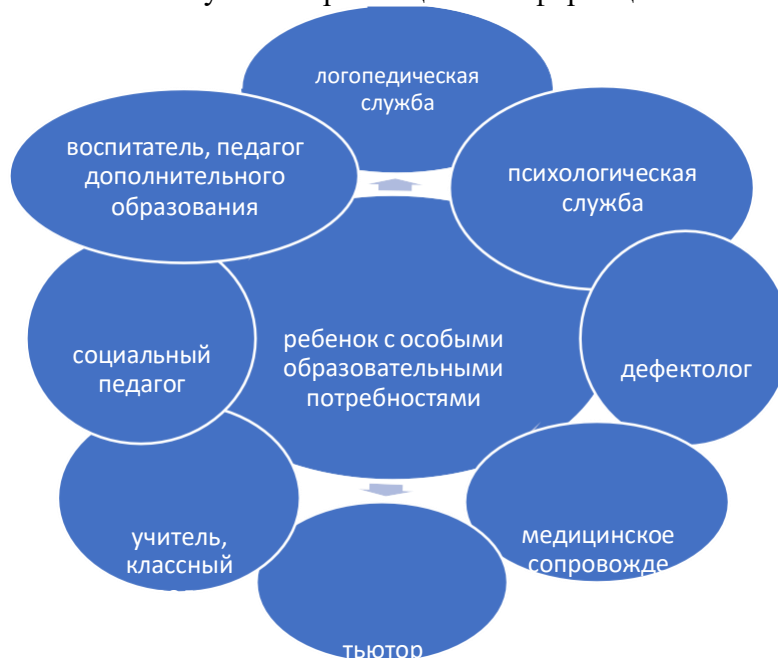 логопедическая
служба
воспитатель, педагог
дополнительного
образования
психологическая
служба
социальный
педагог
ребенок с особыми
образовательными
потребностями
дефектолог
учитель,
классный
медицинское
сопровожде
тьютор